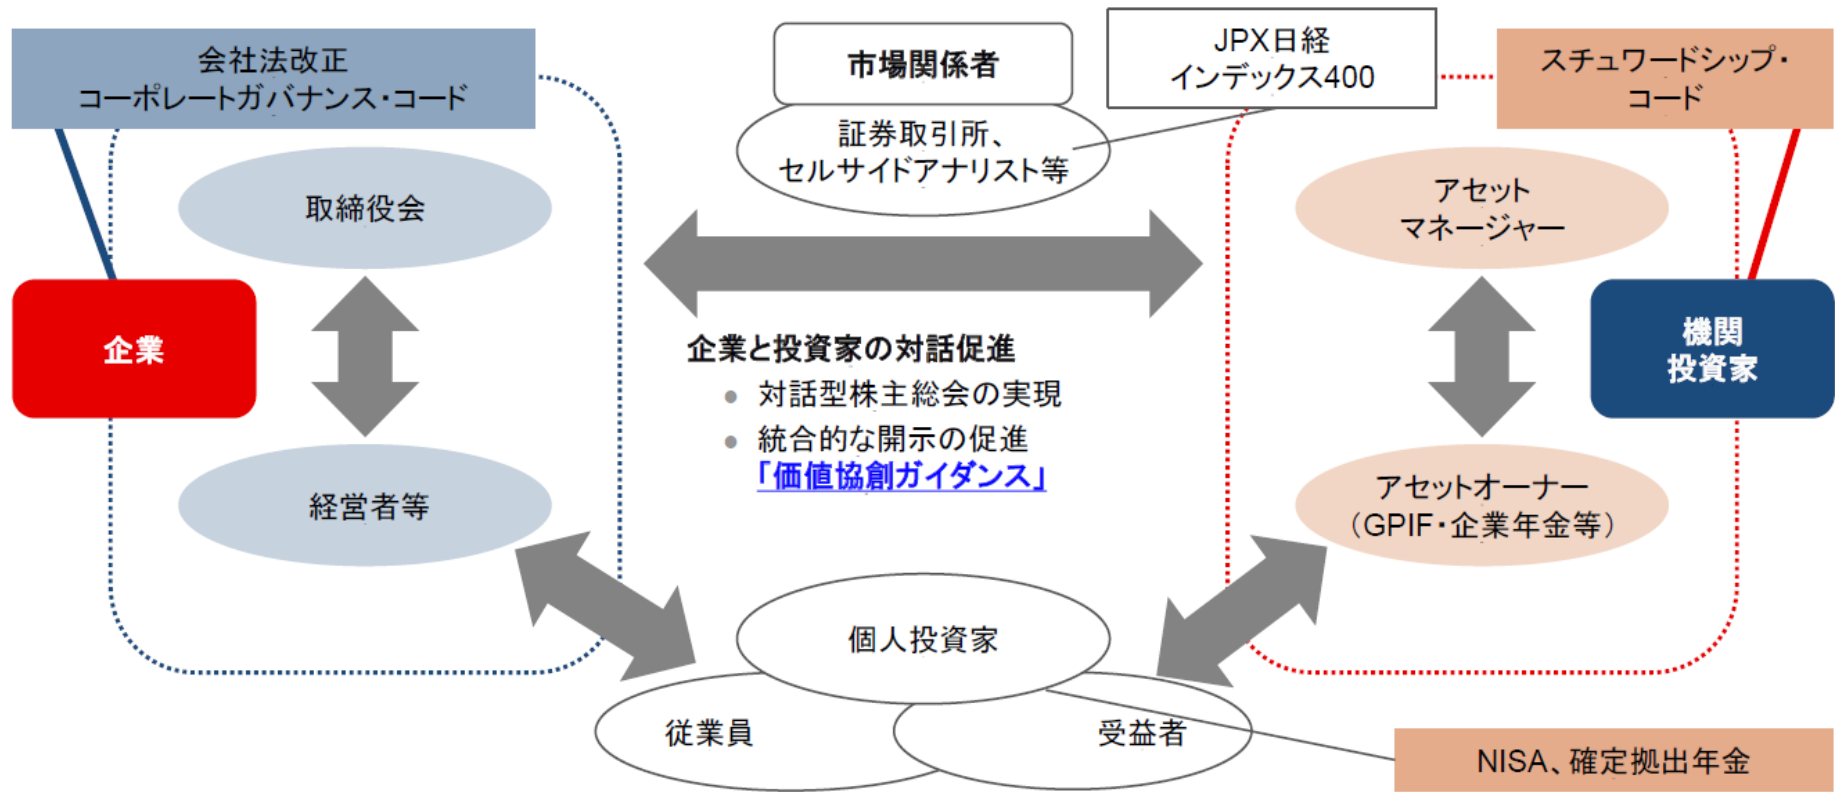 会社法改正
コーポレートガバナンス・コード
市場関係者
証券取引所、
セルサイドアナリスト等
JPX日経
インデックス400
スチュワードシップ・
コード
取締役会
アセット
マネージャー
企業
機関
投資家
企業と投資家の対話促進
● 対話型株主総会の実現
● 統合的な開示の促進
「価値協創ガイダンス」
経営者等
アセットオーナー
（GPIF・企業年金等）
個人投資家
従業員
受益者
NISA、確定拠出年金